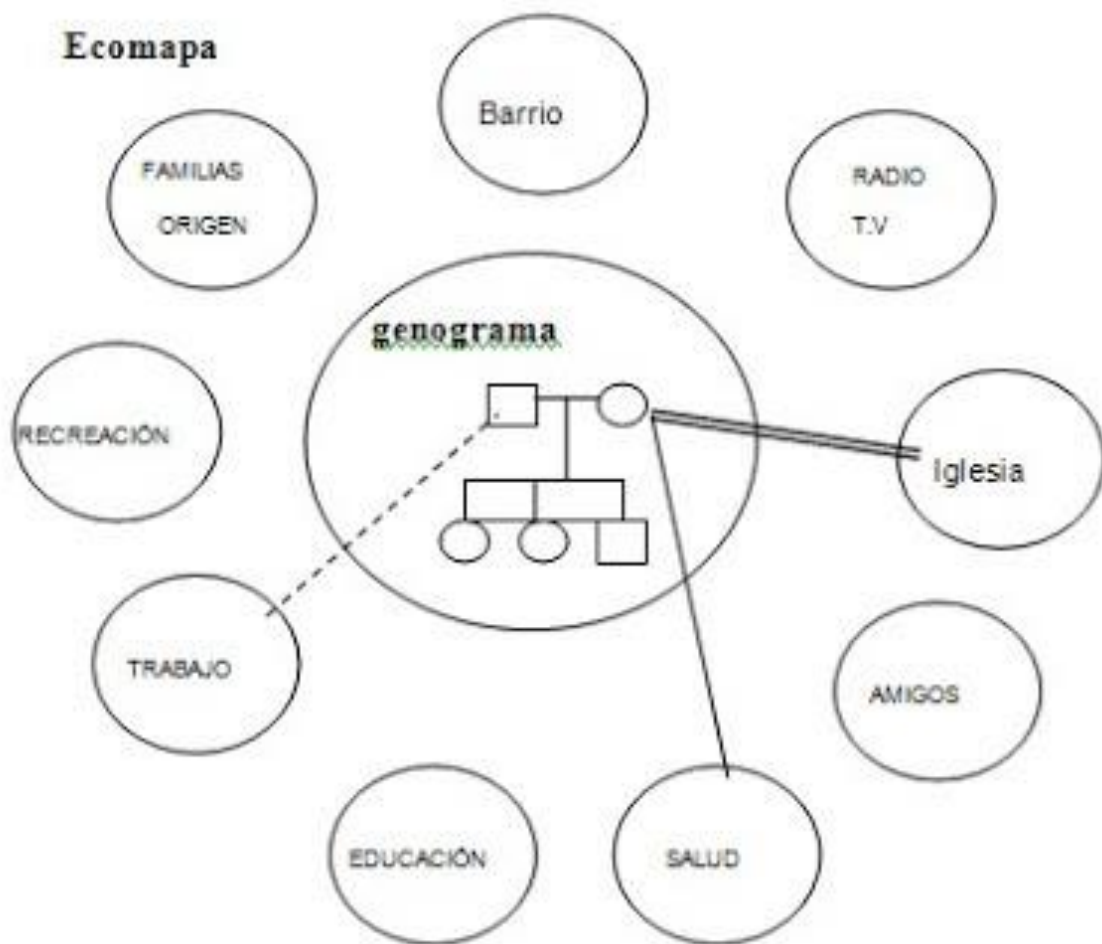 Ecomapa
Barrio
FAMILIAS
ORIGEN
RADIO
T.V
genograma
RECREACIÓN
Iglesia
TRABAJO
AMIGOS
EDUCACIÓN
SALUD